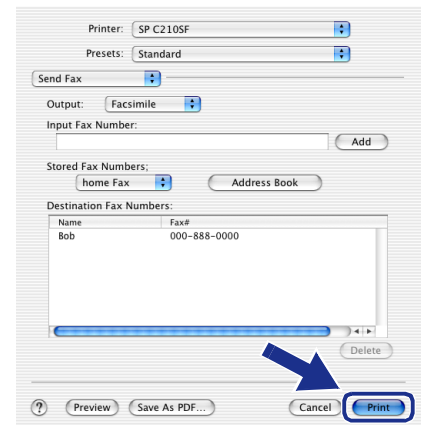 Printer: SP C210SF
Presets: Standard
Send Fax
Output: Facsimile
Input Fax Number:
Add
Stored Fax Numbers;
home Fax Address Book
Destination Fax Numbers:
Name Fax#
Bob 000-888-0000
Delete
? Preview Save As PDF... Cancel Print